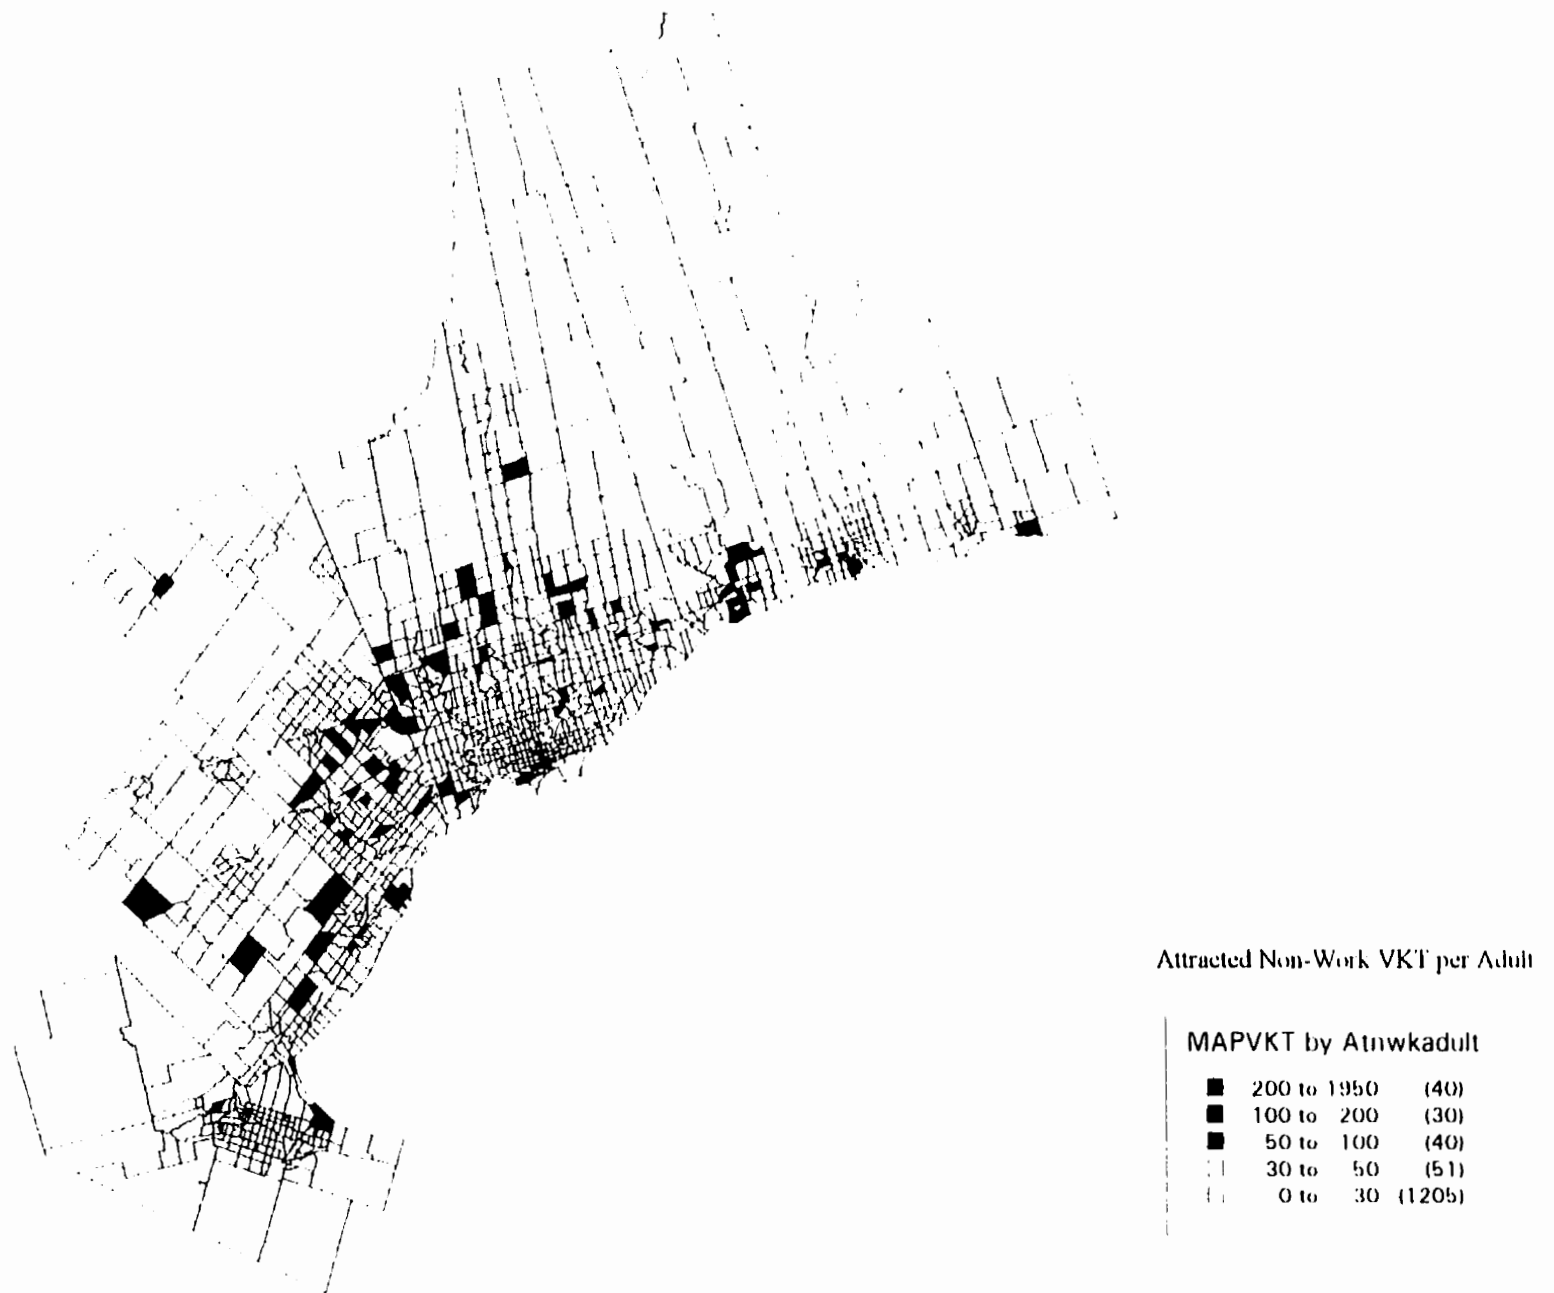 Attracted Non-Work VKT per Adult
MAPVKT by Atnwkadult
200 to 1950 (40)
100 to 200 (30)
50 to 100 (40)
30 to 50 (51)
0 to 30 (1205)